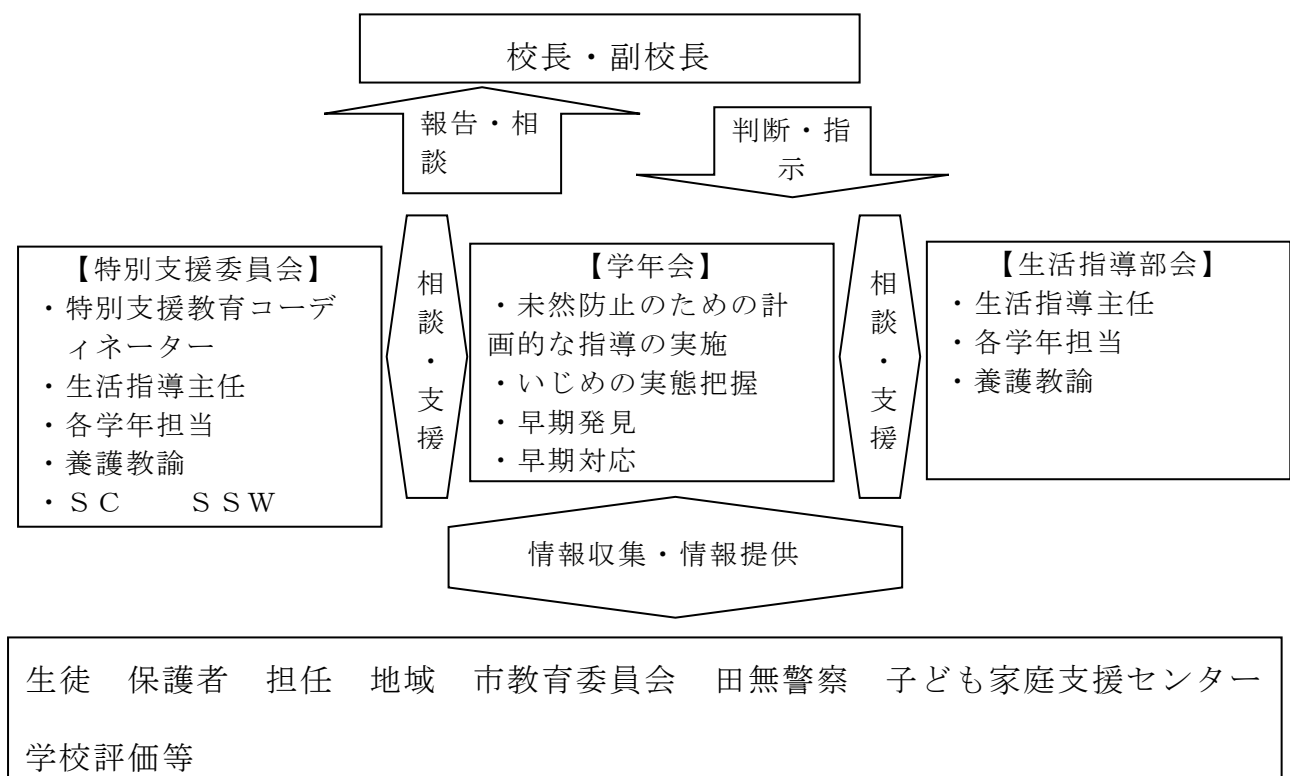 校長・副校長
報告・相
談
判断・指
示
【特別支援委員会】
・特別支援教育コーデ
ィネーター
・生活指導主任
・各学年担当
・養護教諭
・ＳＣ　　ＳＳＷ
相談・支援
【学年会】
・未然防止のための計
画的な指導の実施
・いじめの実態把握
・早期発見
・早期対応
相談・支援
【生活指導部会】
・生活指導主任
・各学年担当
・養護教諭
情報収集・情報提供
生徒　保護者　担任　地域　市教育委員会　田無警察　子ども家庭支援センター
学校評価等